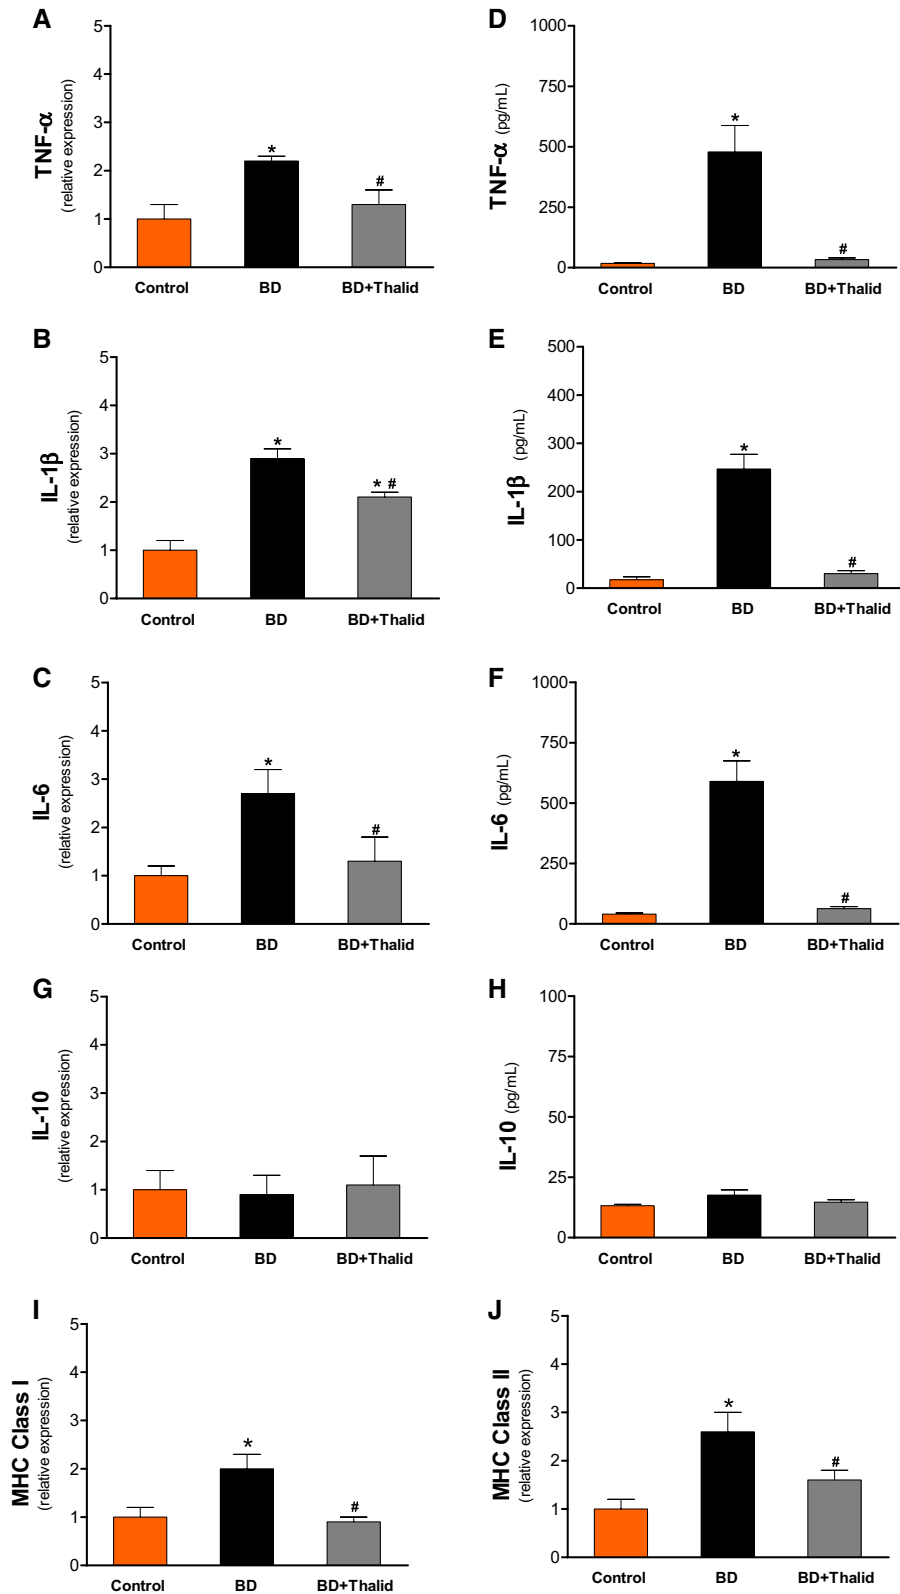 A
TNF-α
(relative expression)
5
4
3
2
1
0
*
#
Control
BD
BD+Thalid
D
TNF-α (pg/mL)
1000
750
500
250
0
*
#
Control
BD
BD+Thalid
B
IL-1β
(relative expression)
5
4
3
2
1
0
*
* #
Control
BD
BD+Thalid
E
IL-1β (pg/mL)
500
400
300
200
100
0
*
#
Control
BD
BD+Thalid
C
IL-6
(relative expression)
5
4
3
2
1
0
*
#
Control
BD
BD+Thalid
F
IL-6 (pg/mL)
1000
750
500
250
0
*
#
Control
BD
BD+Thalid
G
IL-10
(relative expression)
5
4
3
2
1
0
Control
BD
BD+Thalid
H
IL-10 (pg/mL)
100
75
50
25
0
Control
BD
BD+Thalid
I
MHC Class I
(relative expression)
5
4
3
2
1
0
*
#
Control
BD
BD+Thalid
J
MHC Class II
(relative expression)
5
4
3
2
1
0
*
#
Control
BD
BD+Thalid